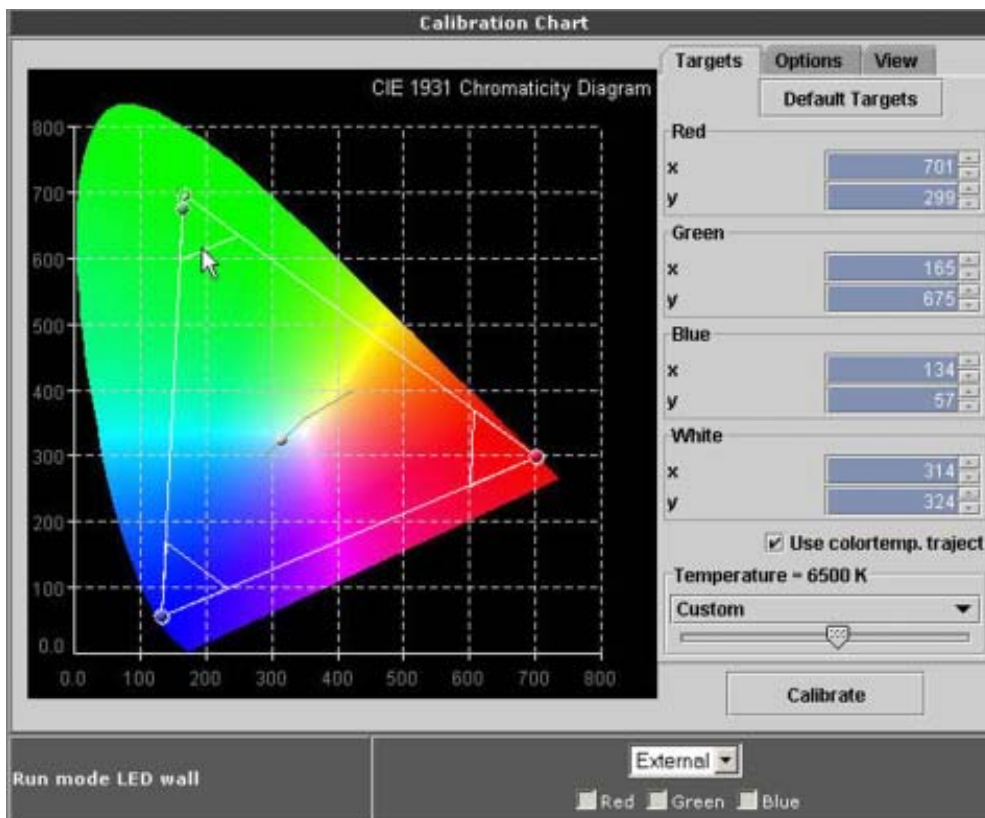 Calibration Chart
CIE 1931 Chromaticity Diagram
800
700
600
500
400
300
200
100
0.0
0.0 100 200 300 400 500 600 700 800
Targets Options View
Default Targets
Red
x 701
y 299
Green
x 165
y 675
Blue
x 134
y 57
White
x 314
y 324
Use colortemp. traject
Temperature = 6500 K
Custom
Calibrate
Run mode LED wall
External
Red Green Blue